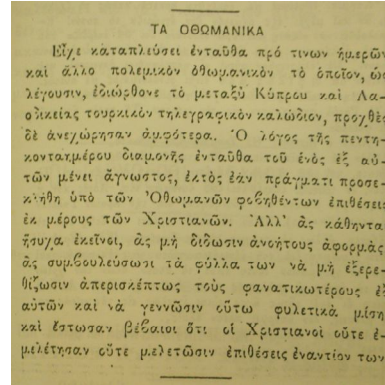 ΤΑ ΟΘΩΜΑΝΙΚΑ
Εἶχε καταπλεύσει ἐνταῦθα πρό τινων ἡμερῶν
καὶ ἄλλο πολεμικὸν ὀθωμανικὸν τὸ ὁποῖον, ὡς
λέγουσιν, ἐδιώρθονε τὸ μεταξὺ Κύπρου καὶ Λα-
οδικείας τουρκικὸν τηλεγραφικὸν καλώδιον, προχθὲς
δὲ ἀνεχώρησαν ἀμφότερα. Ὁ λόγος τῆς πεντη-
κονταημέρου διαμονῆς ἐνταῦθα τοῦ ἑνὸς ἐξ αὐ-
τῶν μένει ἄγνωστος, ἐκτὸς ἐὰν πράγματι προσε-
κλήθη ὑπὸ τῶν Ὀθωμανῶν φοβηθέντων ἐπιθέσεις
ἐκ μέρους τῶν Χριστιανῶν. Ἀλλ' ἂς κάθηνται
ἥσυχα ἐκεῖνοι, ἂς μὴ δίδωσιν ἀνοήτους ἀφορμὰς
ἂς συμβουλεύσωσι τὰ φύλλα των νὰ μὴ ἐξερε-
θίζωσιν ἀπερισκέπτως τοὺς φανατικωτέρους ἐξ
αὐτῶν καὶ νὰ γεννῶσιν οὕτω φυλετικὰ μίση
καὶ ἔστωσαν βέβαιοι ὅτι οἱ Χριστιανοὶ οὔτε ἐ-
μελέτησαν οὔτε μελετῶσιν ἐπιθέσεις ἐναντίον των